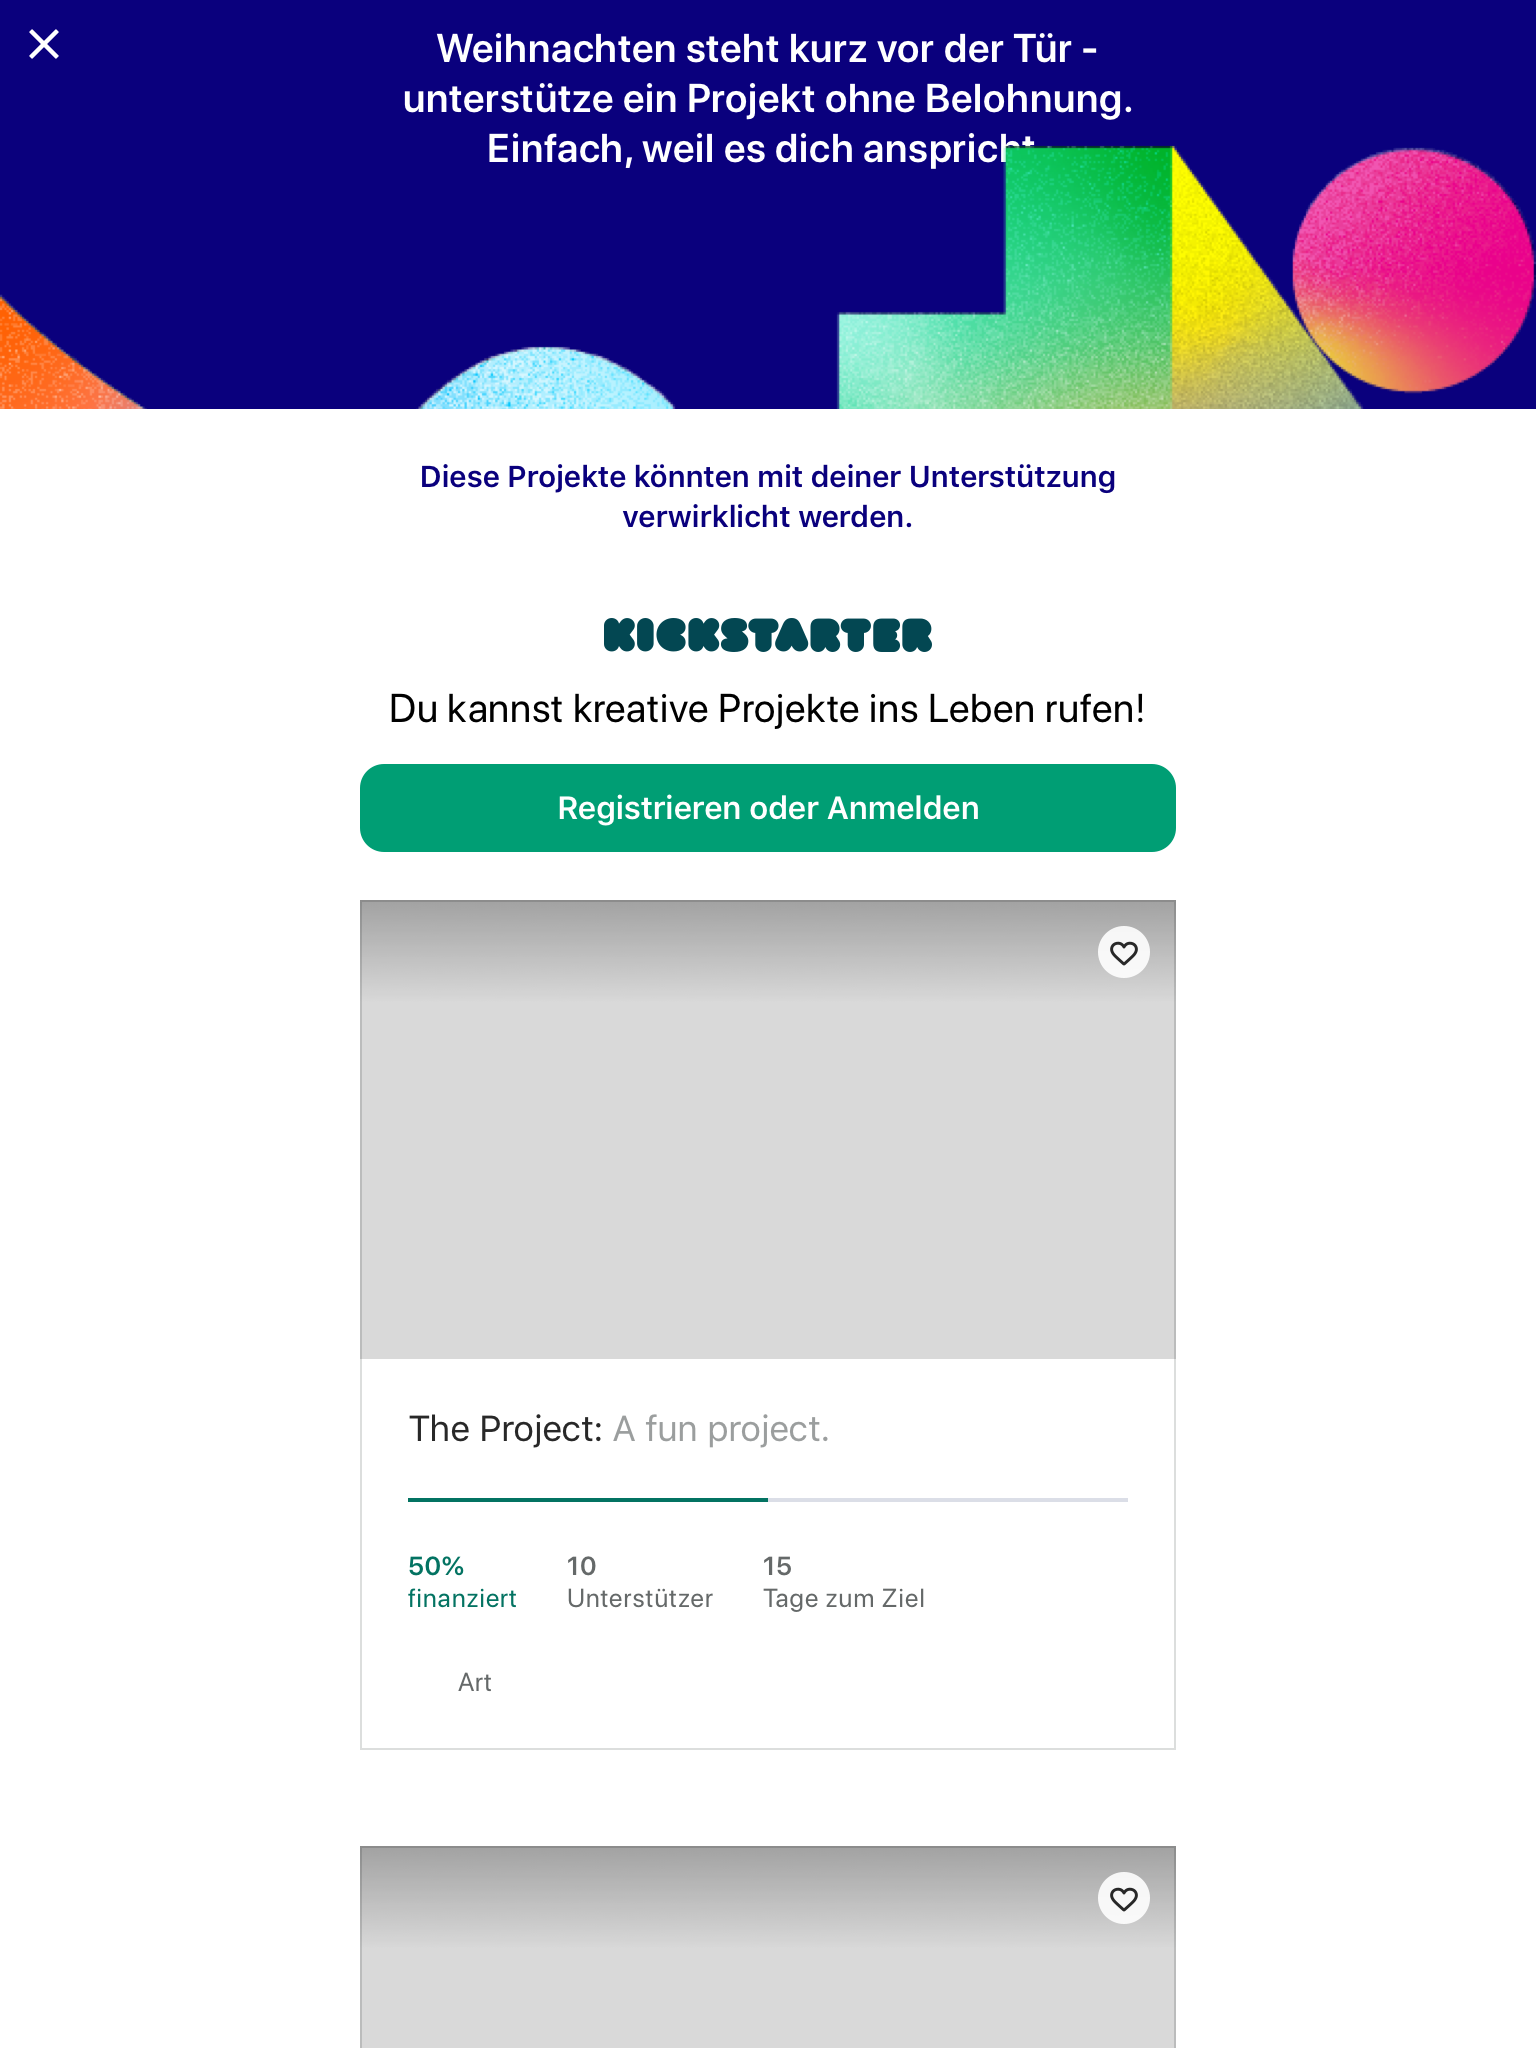 Weihnachten steht kurz vor der Tür -
unterstütze ein Projekt ohne Belohnung.
Einfach, weil es dich anspricht
Diese Projekte könnten mit deiner Unterstützung
verwirklicht werden.
KICKSTARTER
Du kannst kreative Projekte ins Leben rufen!
Registrieren oder Anmelden
The Project: A fun project.
50% 10 15
finanziert Unterstützer Tage zum Ziel
Art